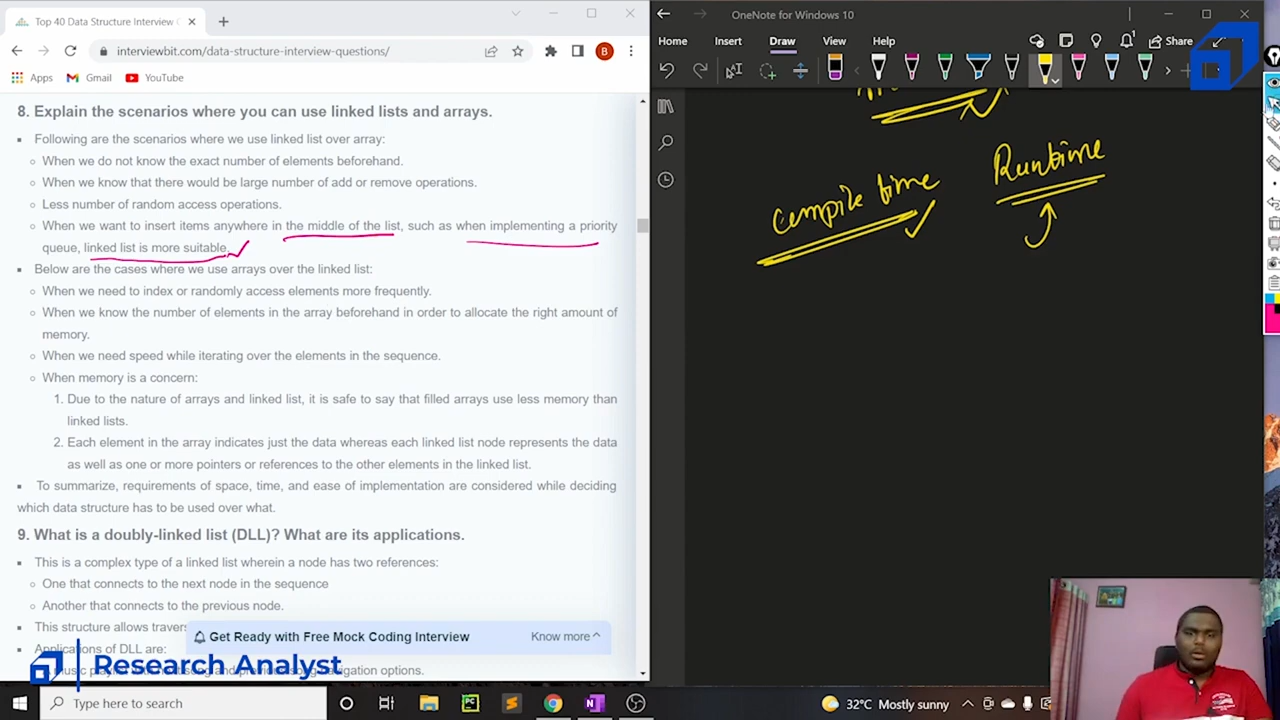 Top 40 Data Structure Interview
OneNote for Windows 10
interviewbit.com/data-structure-interview-questions/
B
Home Insert Draw View Help
Share
Apps Gmail YouTube
8. Explain the scenarios where you can use linked lists and arrays.
Following are the scenarios where we use linked list over array:
When we do not know the exact number of elements beforehand.
When we know that there would be large number of add or remove operations.
Less number of random access operations.
When we want to insert items anywhere in the middle of the list, such as when implementing a priority
queue, linked list is more suitable.
Below are the cases where we use arrays over the linked list:
When we need to index or randomly access elements more frequently.
When we know the number of elements in the array beforehand in order to allocate the right amount of
memory.
When we need speed while iterating over the elements in the sequence.
When memory is a concern:
1. Due to the nature of arrays and linked list, it is safe to say that filled arrays use less memory than
linked lists.
2. Each element in the array indicates just the data whereas each linked list node represents the data
as well as one or more pointers or references to the other elements in the linked list.
To summarize, requirements of space, time, and ease of implementation are considered while deciding
which data structure has to be used over what.
9. What is a doubly-linked list (DLL)? What are its applications.
This is a complex type of a linked list wherein a node has two references:
One that connects to the next node in the sequence
Another that connects to the previous node.
This structure allows
Applications of DLL are:
Get Ready with Free Mock Coding Interview
Know more
Research Analyst
compile time
Runtime
Type here to search
32°C Mostly sunny